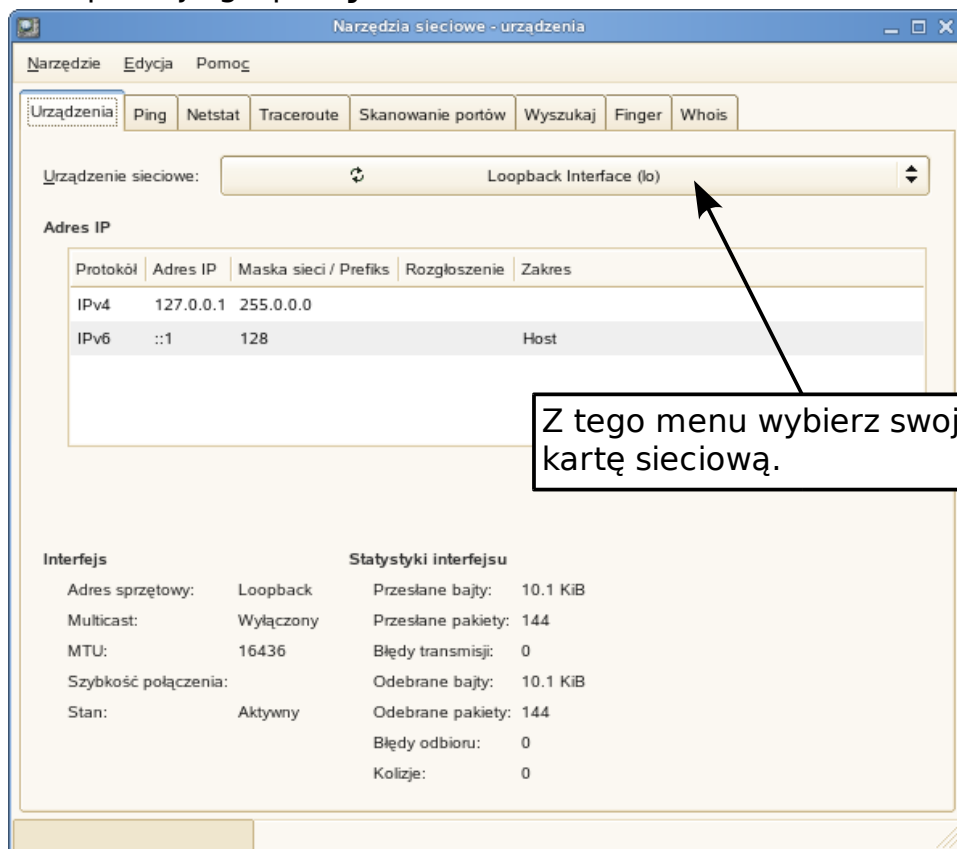 Narzędzia sieciowe - urządzenia
Narzędzie Edycja Pomoc
Urządzenia Ping Netstat Traceroute Skanowanie portów Wyszukaj Finger Whois
Urządzenie sieciowe: Loopback Interface (lo)
Adres IP
Protokół Adres IP Maska sieci / Prefiks Rozgłoszenie Zakres
IPv4 127.0.0.1 255.0.0.0
IPv6 ::1 128 Host
Z tego menu wybierz swoj
kartę sieciową.
Interfejs Statystyki interfejsu
Adres sprzętowy: Loopback Przesłane bajty: 10.1 KiB
Multicast: Wyłączony Przesłane pakiety: 144
MTU: 16436 Błędy transmisji: 0
Szybkość połączenia: Odebrane bajty: 10.1 KiB
Stan: Aktywny Odebrane pakiety: 144
Błędy odbioru: 0
Kolizje: 0